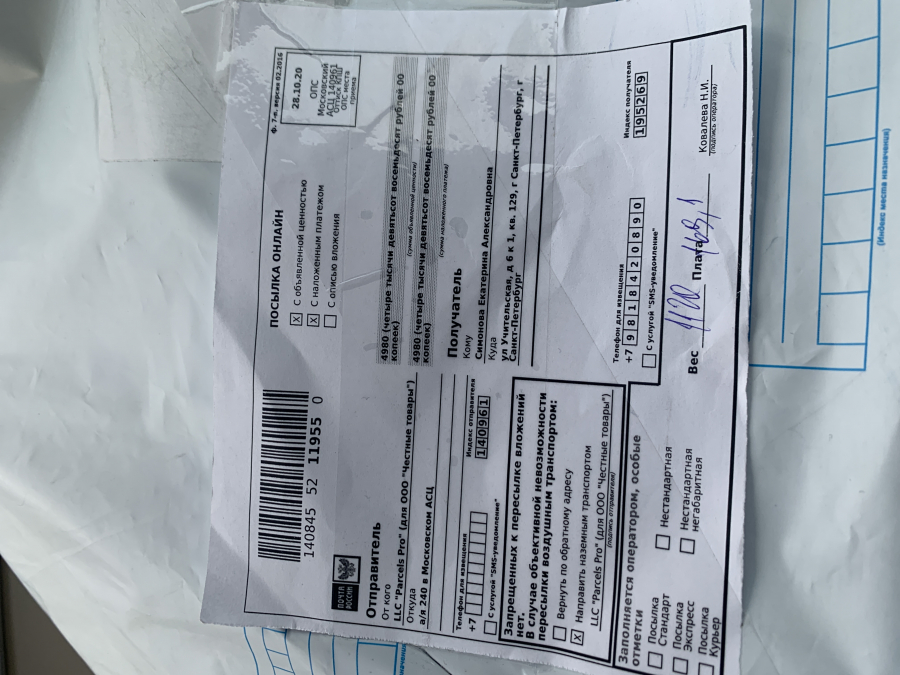 ф. 7-п. версия 02.2016
ПОСЫЛКА ОНЛАЙН
X С объявленной ценностью
X С наложенным платежом
С описью вложения
28.10.20
ОПС
Московский
АСЦ 140961
Оттиск КПШ
ОПС места
приема
140845 52 11955 0
ПОЧТА
РОССИИ
4980 (четыре тысячи девятьсот восемьдесят рублей 00
копеек)
(сумма объявленной ценности)
4980 (четыре тысячи девятьсот восемьдесят рублей 00
копеек)
(сумма наложенного платежа)
Отправитель
От кого
LLC "Parcels Pro" (для ООО "Честные товары")
Откуда
а/я 240 в Московском АСЦ
Индекс отправителя
140961
Телефон для извещения
+7
С услугой "SMS-уведомление"
Получатель
Кому
Симонова Екатерина Александровна
Куда
ул Учительская, д 6 к 1, кв. 129, г Санкт-Петербург, г
Санкт-Петербург
Индекс получателя
195269
Телефон для извещения
+7 9818420890
С услугой "SMS-уведомление"
Запрещенных к пересылке вложений
нет.
В случае объективной невозможности
пересылки воздушным транспортом:
Вернуть по обратному адресу
X Направить наземным транспортом
LLC "Parcels Pro" (для ООО "Честные товары")
(подпись отправителя)
Заполняется оператором, особые
отметки
Посылка
Стандарт
Посылка
Экспресс
Посылка
Курьер
Нестандартная
Нестандартная
негабаритная
Вес
Плата
Ковалева Н.И.
(подпись оператора)
(Индекс места назначения)